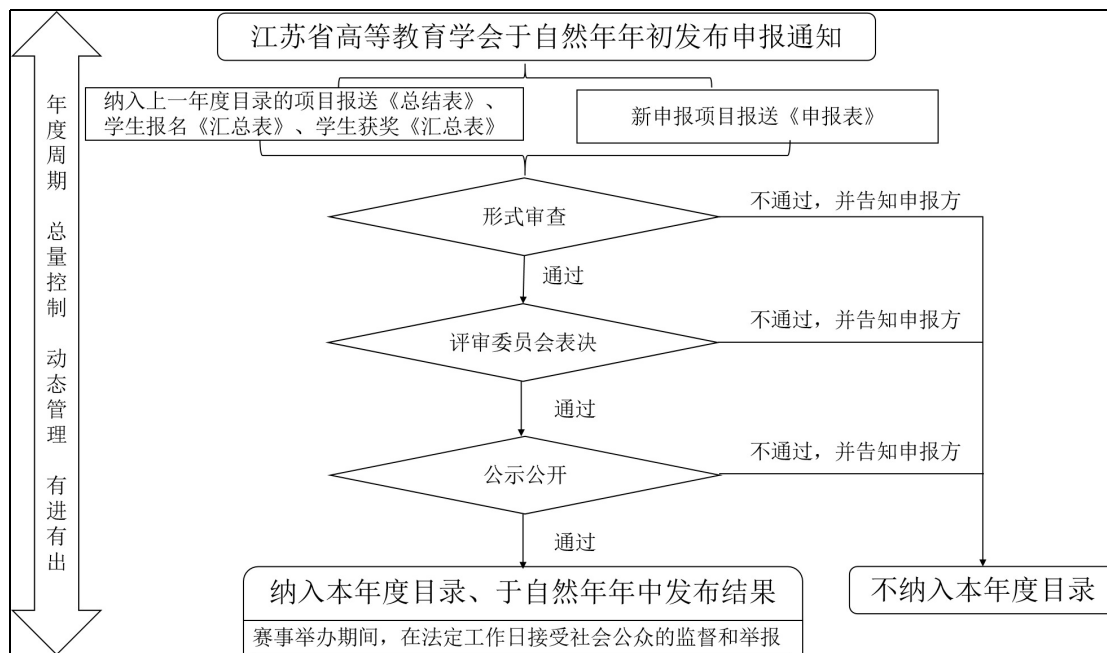 江苏省高等教育学会于自然年年初发布申报通知
纳入上一年度目录的项目报送《总结表》、
学生报名《汇总表》、学生获奖《汇总表》
新申报项目报送《申报表》
年度周期 总量控制 动态管理 有进有出
形式审查
不通过，并告知申报方
通过
评审委员会表决
不通过，并告知申报方
通过
公示公开
不通过，并告知申报方
通过
纳入本年度目录、于自然年年中发布结果
不纳入本年度目录
赛事举办期间，在法定工作日接受社会公众的监督和举报